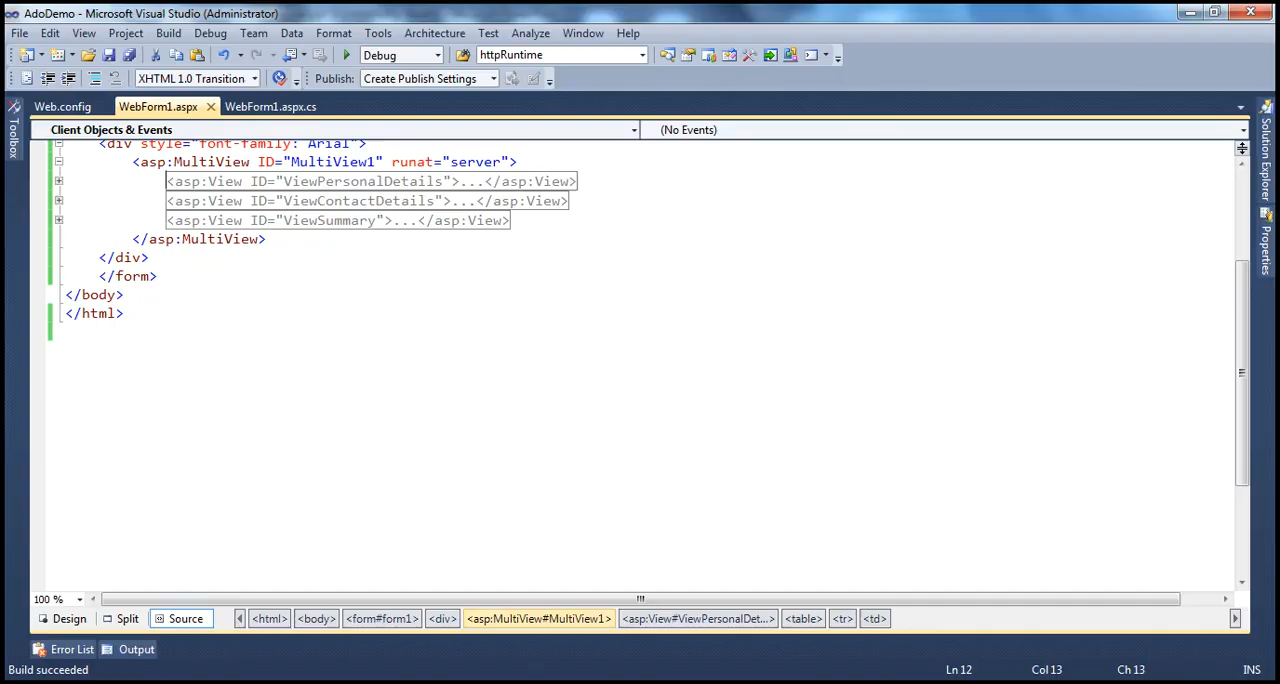 AdoDemo - Microsoft Visual Studio (Administrator)
File Edit View Project Build Debug Team Data Format Tools Architecture Test Analyze Window Help
Debug httpRuntime
XHTML 1.0 Transition Publish: Create Publish Settings
Web.config WebForm1.aspx WebForm1.aspx.cs
Toolbox
Client Objects & Events (No Events)
Solution Explorer
Properties
<div style="font-family: Arial">
<asp:MultiView ID="MultiView1" runat="server">
<asp:View ID="ViewPersonalDetails">...</asp:View>
<asp:View ID="ViewContactDetails">...</asp:View>
<asp:View ID="ViewSummary">...</asp:View>
</asp:MultiView>
</div>
</form>
</body>
</html>
100 %
Design Split Source <html> <body> <form#form1> <div> <asp:MultiView#MultiView1> <asp:View#ViewPersonalDet...> <table> <tr> <td>
Error List Output
Build succeeded Ln 12 Col 13 Ch 13 INS